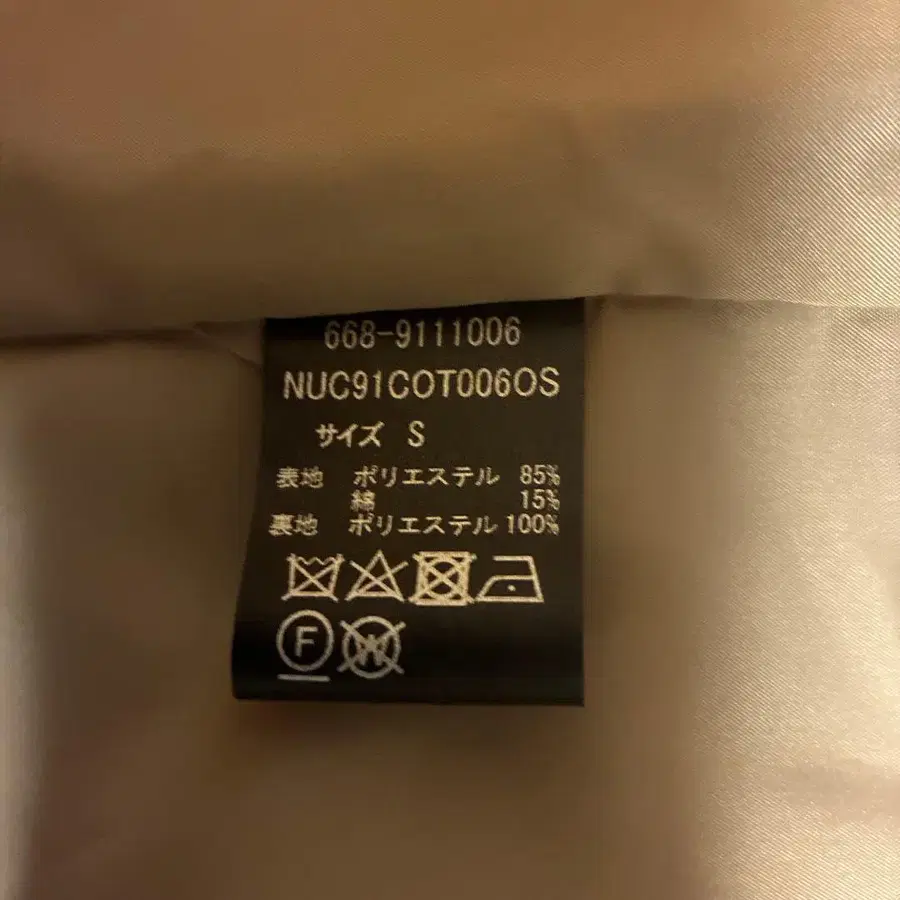 668-9111006
NUC91COT006OS
サイズ S
表地 ポリエステル 85%
綿 15%
裏地 ポリエステル 100%
F
W